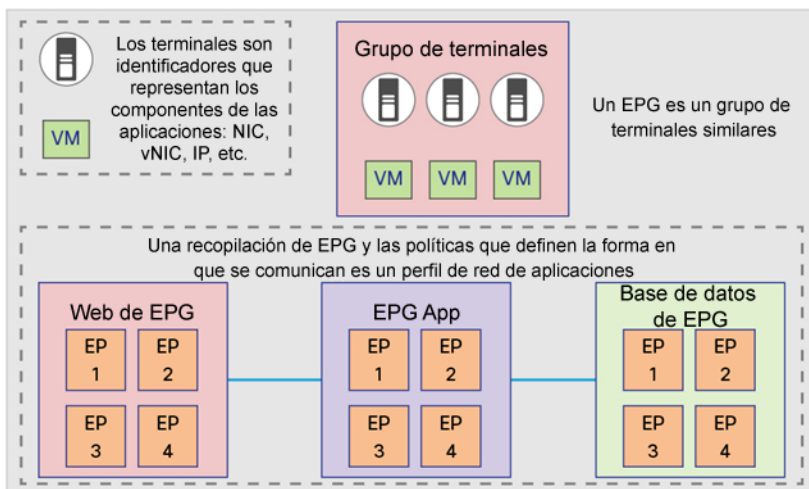 Los terminales son
identificadores que
representan los
componentes de las
aplicaciones: NIC,
vNIC, IP, etc.
VM
Grupo de terminales
VM VM VM
Un EPG es un grupo de
terminales similares
Una recopilación de EPG y las políticas que definen la forma en
que se comunican es un perfil de red de aplicaciones
Web de EPG
EP
1
EP
2
EP
3
EP
4
EPG App
EP
1
EP
2
EP
3
EP
4
Base de datos
de EPG
EP
1
EP
2
EP
3
EP
4